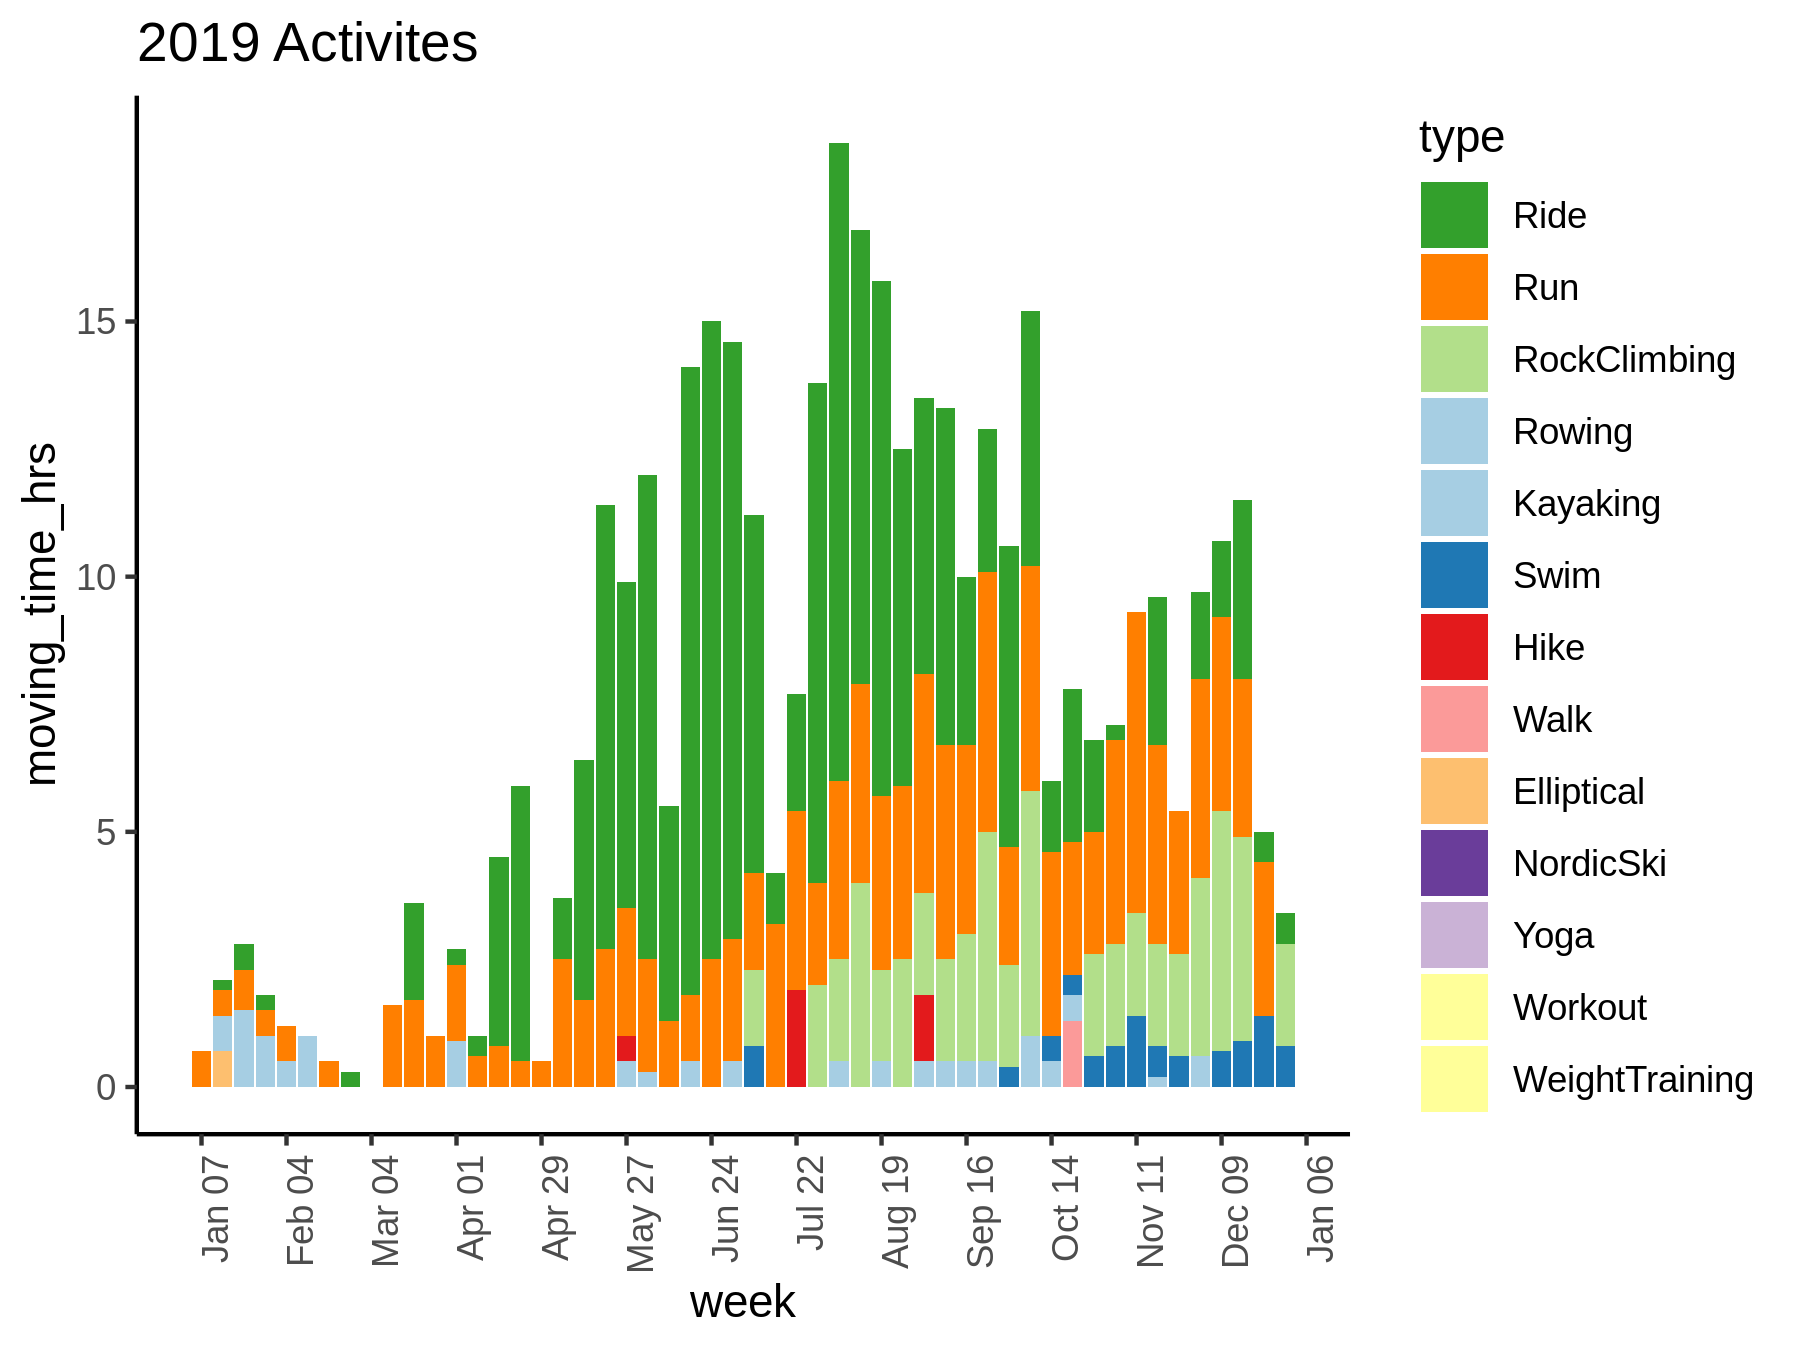 2019 Activites
moving_time_hrs
15
10
5
0
Jan 07
Feb 04
Mar 04
Apr 01
Apr 29
May 27
Jun 24
Jul 22
Aug 19
Sep 16
Oct 14
Nov 11
Dec 09
Jan 06
week
type
Ride
Run
RockClimbing
Rowing
Kayaking
Swim
Hike
Walk
Elliptical
NordicSki
Yoga
Workout
WeightTraining